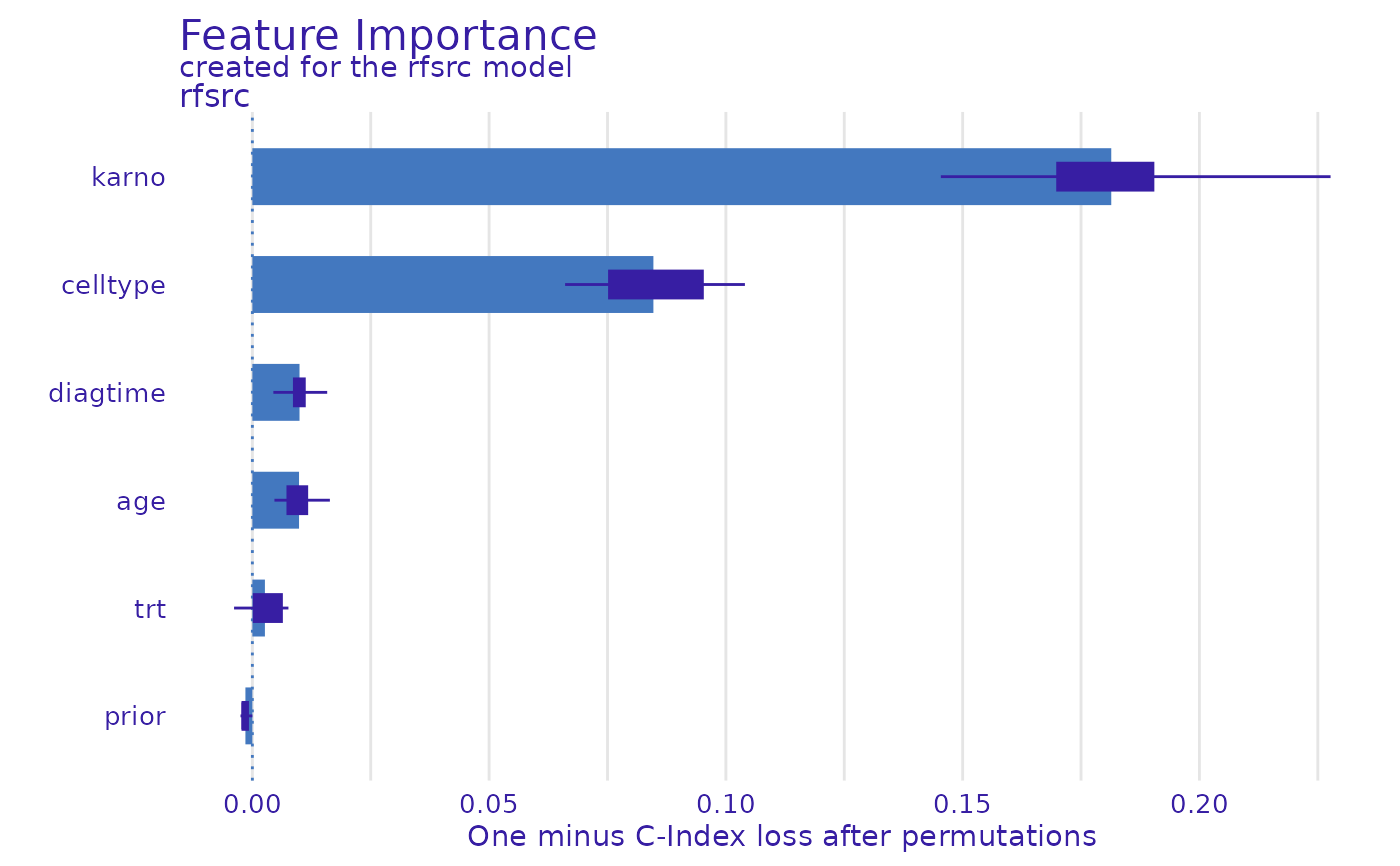 Feature Importance
created for the rfsrc model
rfsrc
karno
celltype
diagtime
age
trt
prior
0.00 0.05 0.10 0.15 0.20
One minus C-Index loss after permutations